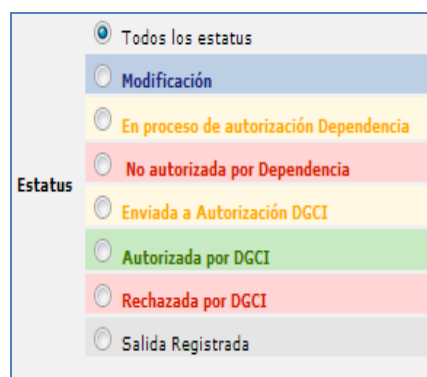 Todos los estatus
Modificación
En proceso de autorización Dependencia
No autorizada por Dependencia
Estatus
Enviada a Autorización DGCI
Autorizada por DGCI
Rechazada por DGCI
Salida Registrada